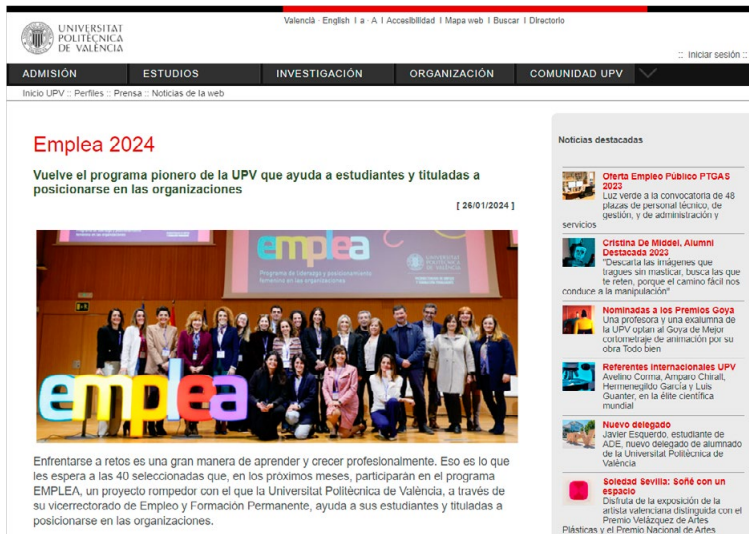 UNIVERSITAT
POLITÈCNICA
DE VALÈNCIA
Valencià · English I a · A I Accesibilidad I Mapa web I Buscar I Directorio
:: Iniciar sesión ::
ADMISIÓN ESTUDIOS INVESTIGACIÓN ORGANIZACIÓN COMUNIDAD UPV
Inicio UPV :: Perfiles :: Prensa :: Noticias de la web
Emplea 2024
Vuelve el programa pionero de la UPV que ayuda a estudiantes y tituladas a
posicionarse en las organizaciones
[ 26/01/2024 ]
emplea
Programa de liderazgo y posicionamiento
femenino en las organizaciones
UNIVERSITAT
POLITÈCNICA
DE VALÈNCIA
emplea
Enfrentarse a retos es una gran manera de aprender y crecer profesionalmente. Eso es lo que
les espera a las 40 seleccionadas que, en los próximos meses, participarán en el programa
EMPLEA, un proyecto rompedor con el que la Universitat Politècnica de València, a través de
su vicerrectorado de Empleo y Formación Permanente, ayuda a sus estudiantes y tituladas a
posicionarse en las organizaciones.
Noticias destacadas
Oferta Empleo Público PTGAS
2023
Luz verde a la convocatoria de 48
plazas de personal técnico, de
gestión, y de administración y
servicios
Cristina De Middel, Alumni
Destacada 2023
"Descarta las imágenes que
tragues sin masticar, busca las que
te reten, porque el camino fácil nos
conduce a la manipulación"
Nominadas a los Premios Goya
Una profesora y una exalumna de
la UPV optan al Goya de Mejor
cortometraje de animación por su
obra Todo bien
Referentes internacionales UPV
Avelino Corma, Amparo Chiralt,
Hermenegildo García y Luis
Guanter, en la élite científica
mundial
Nuevo delegado
Javier Esquerdo, estudiante de
ADE, nuevo delegado de alumnado
de la Universitat Politècnica de
València
Soledad Sevilla: Soñé con un
espacio
Disfruta de la exposición de la
artista valenciana distinguida con el
Premio Velázquez de Artes
Plásticas y el Premio Nacional de Artes